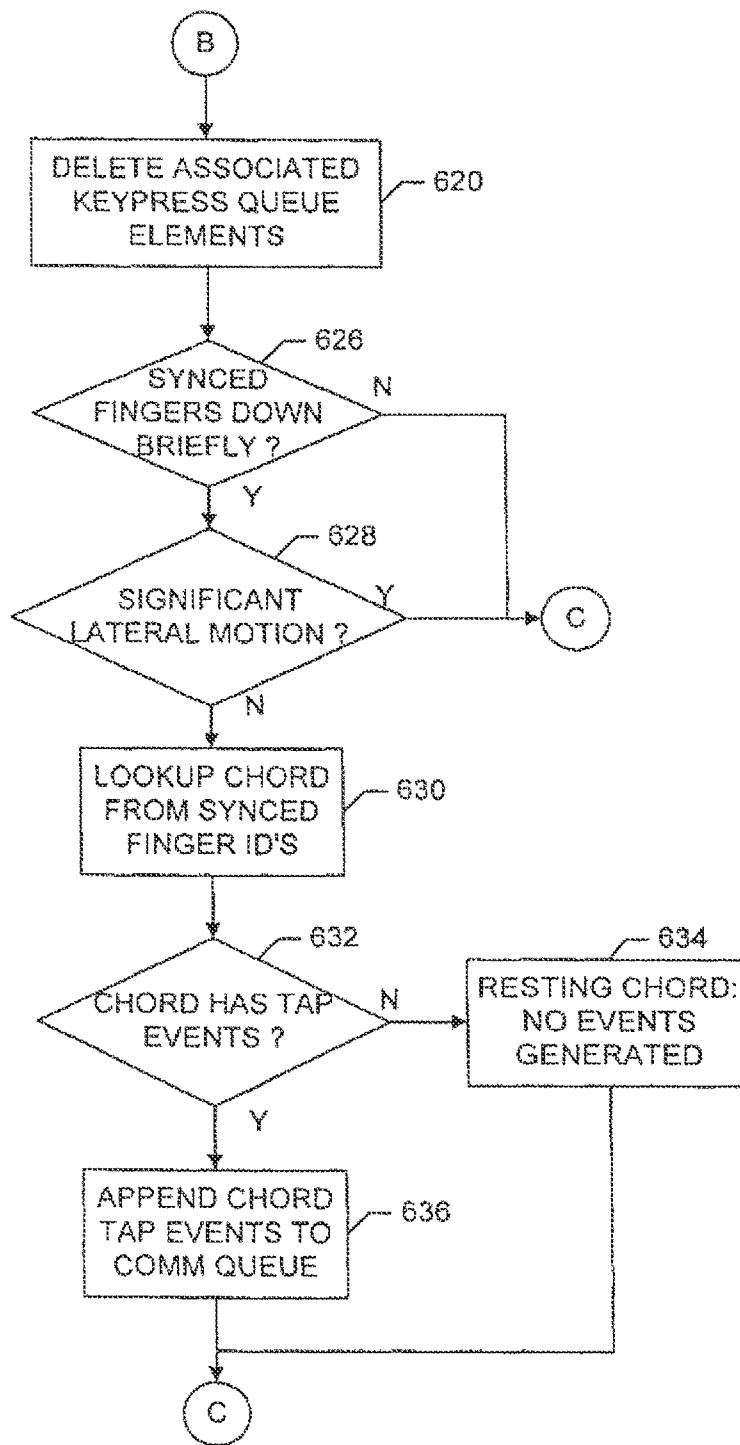 B
DELETE ASSOCIATED
KEYPRESS QUEUE
ELEMENTS
620
626
SYNCED
FINGERS DOWN
BRIEFLY ?
N
Y
628
SIGNIFICANT
LATERAL MOTION ?
Y
C
N
LOOKUP CHORD
FROM SYNCED
FINGER ID'S
630
632
CHORD HAS TAP
EVENTS ?
N
634
RESTING CHORD:
NO EVENTS
GENERATED
Y
APPEND CHORD
TAP EVENTS TO
COMM QUEUE
636
C